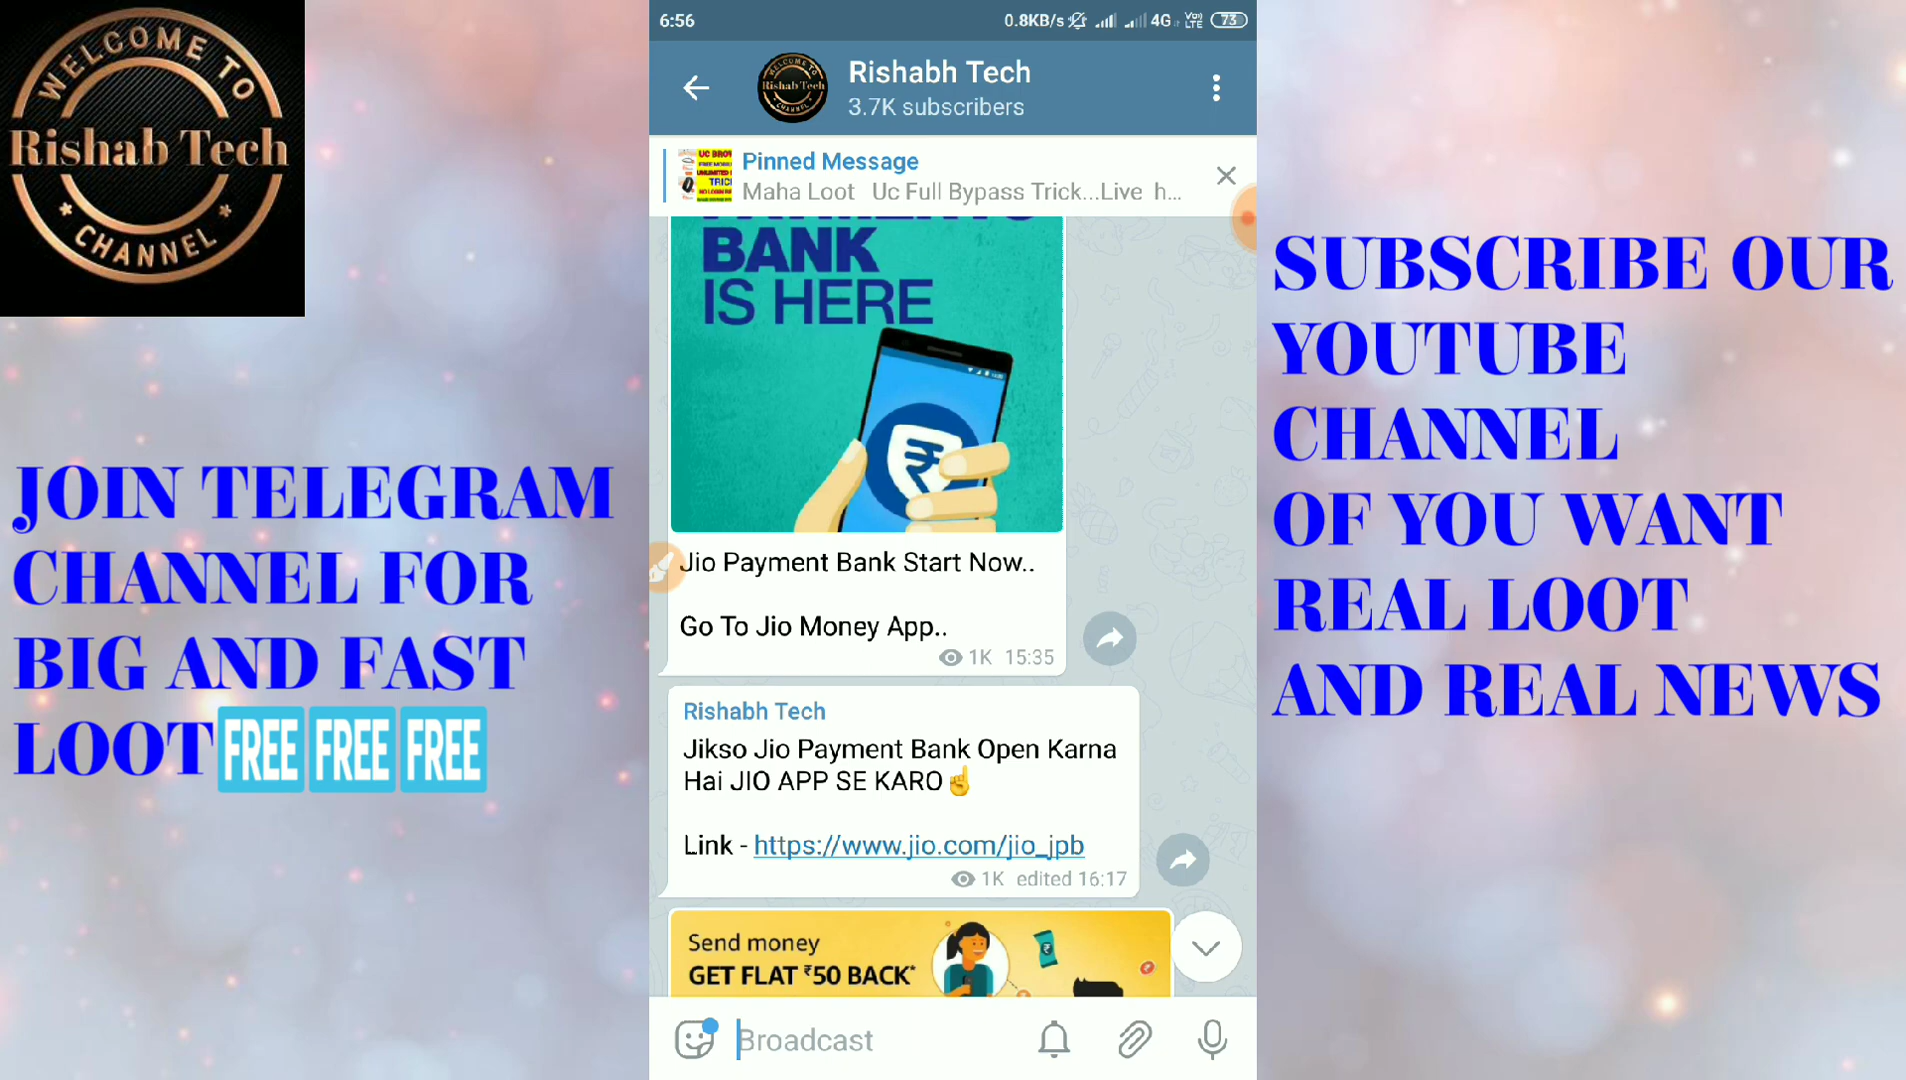 WELCOME TO
Rishab Tech
CHANNEL
JOIN TELEGRAM
CHANNEL FOR
BIG AND FAST
LOOT FREE FREE FREE
6:56
0.8KB/s 4G Vo) LTE 73
Rishabh Tech
3.7K subscribers
Pinned Message
Maha Loot Uc Full Bypass Trick...Live h...
BANK
IS HERE
Jio Payment Bank Start Now..
Go To Jio Money App..
1K 15:35
Rishabh Tech
Jikso Jio Payment Bank Open Karna
Hai JIO APP SE KARO☝
Link - https://www.jio.com/jio_jpb
1K edited 16:17
Send money
GET FLAT ₹50 BACK*
Broadcast
SUBSCRIBE OUR
YOUTUBE
CHANNEL
OF YOU WANT
REAL LOOT
AND REAL NEWS